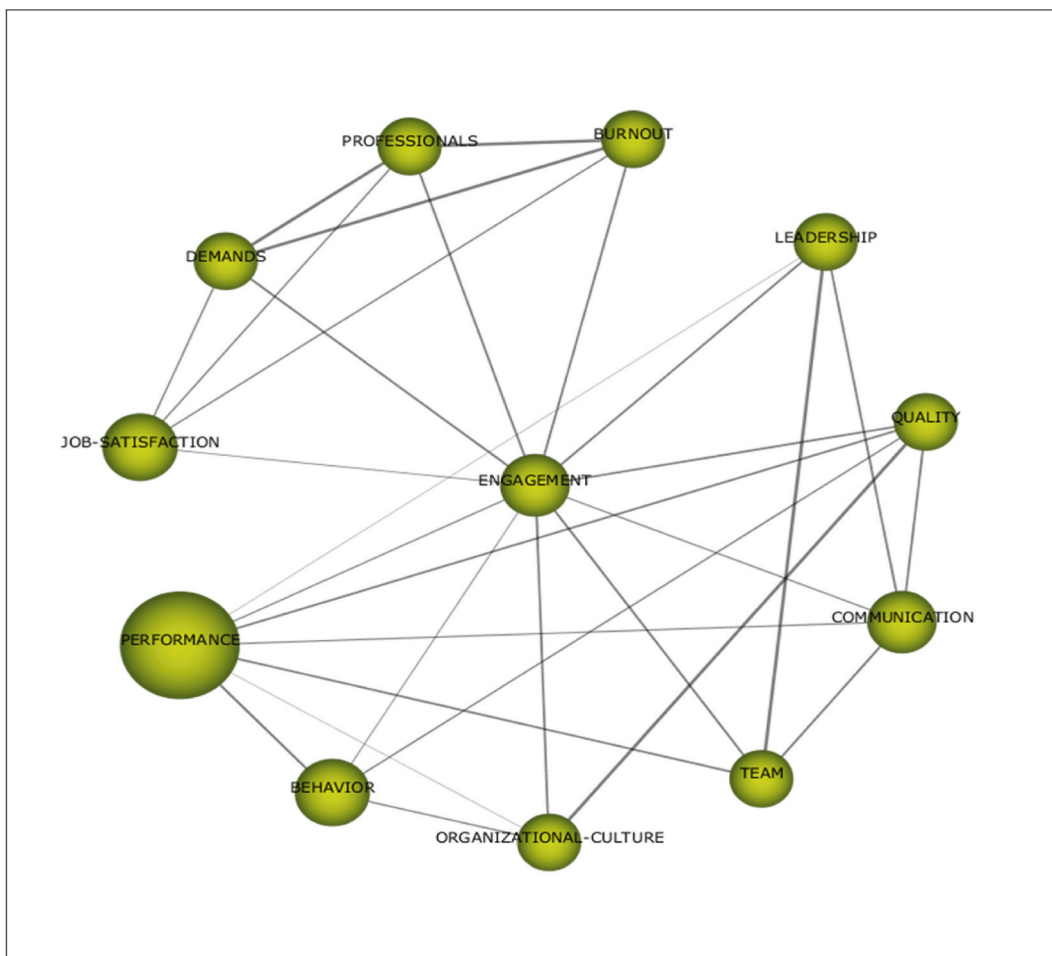 BURNOUT
PROFESSIONALS
LEADERSHIP
DEMANDS
QUALITY
JOB-SATISFACTION
ENGAGEMENT
COMMUNICATION
PERFORMANCE
TEAM
BEHAVIOR
ORGANIZATIONAL-CULTURE